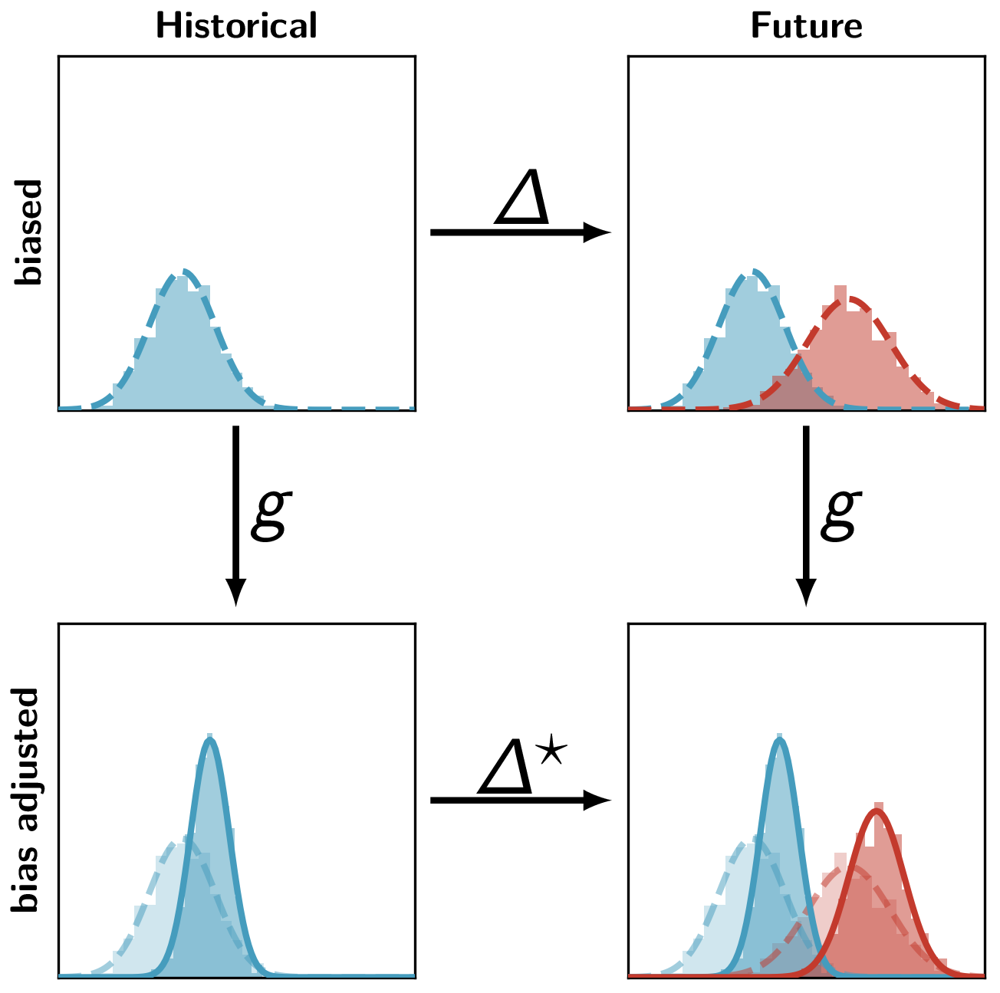 Historical
Future
biased
Δ
g
g
bias adjusted
Δ*